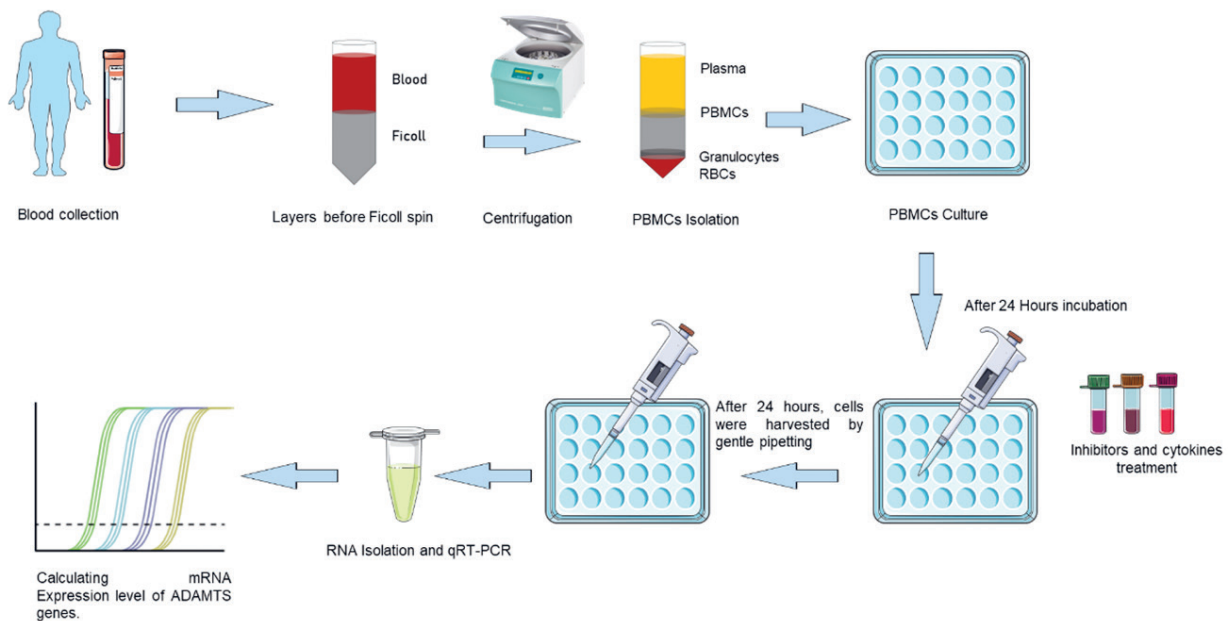 Blood
Ficoll
Plasma
PBMCs
Granulocytes
RBCs
Blood collection
Layers before Ficoll spin
Centrifugation
PBMCs Isolation
PBMCs Culture
After 24 Hours incubation
Inhibitors and cytokines
treatment
After 24 hours, cells
were harvested by
gentle pipetting
RNA Isolation and qRT-PCR
Calculating mRNA
Expression level of ADAMTS
genes.